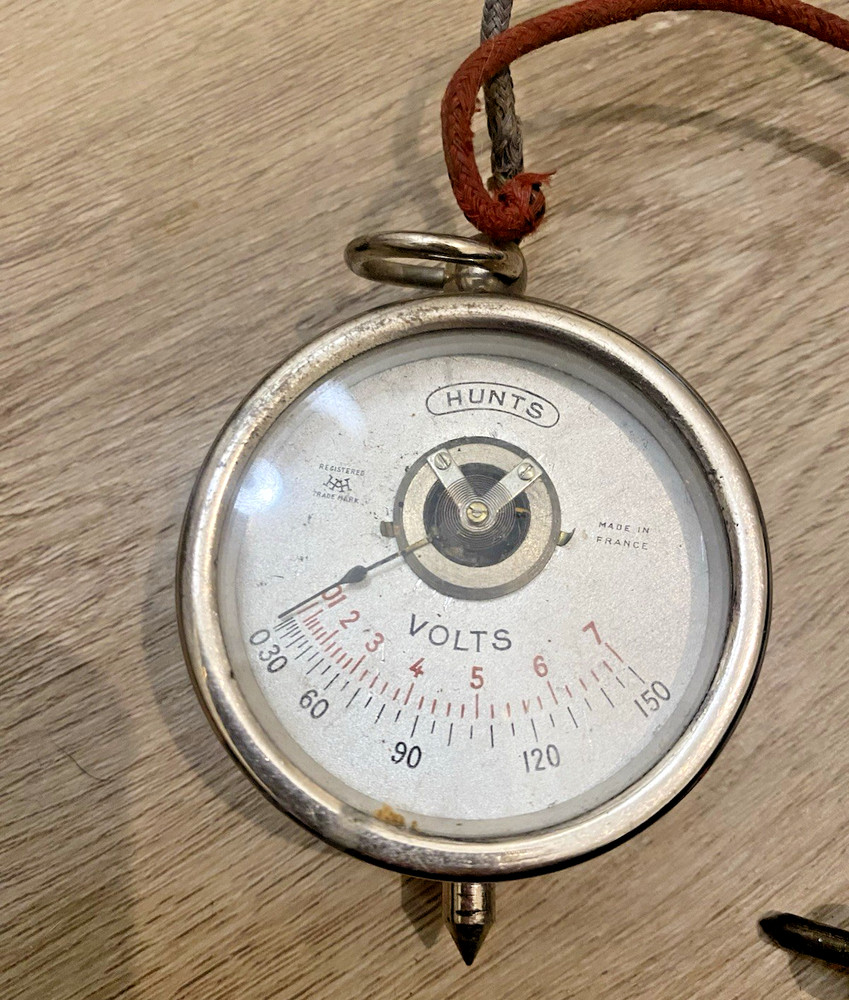 HUNTS
REGISTERED
TRADE MARK
MADE IN
FRANCE
VOLTS
0 1 2 3 4 5 6 7
0 30 60 90 120 150